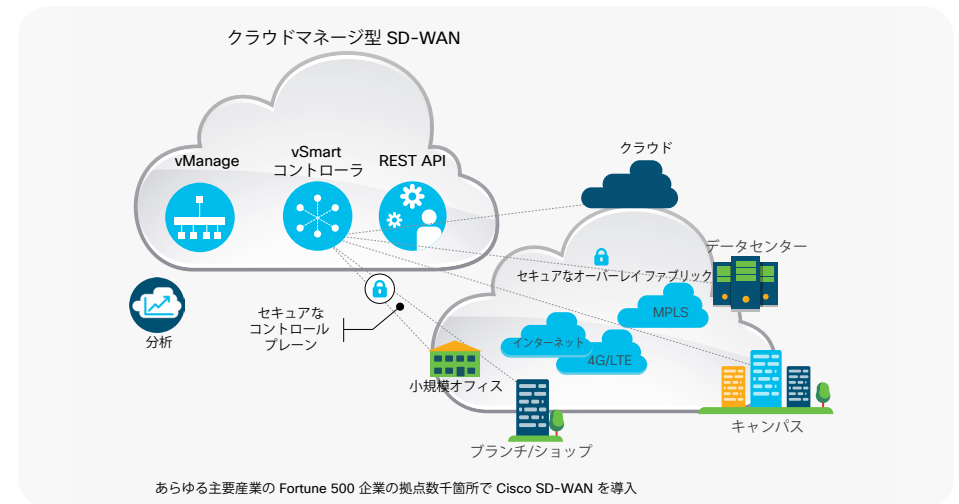 クラウドマネージ型 SD-WAN
vManage
vSmart
コントローラ
REST API
クラウド
データセンター
セキュアなオーバーレイ ファブリック
MPLS
インターネット
4G/LTE
分析
セキュアな
コントロール
プレーン
小規模オフィス
キャンパス
ブランチ/ショップ
あらゆる主要産業の Fortune 500 企業の拠点数千箇所で Cisco SD-WAN を導入